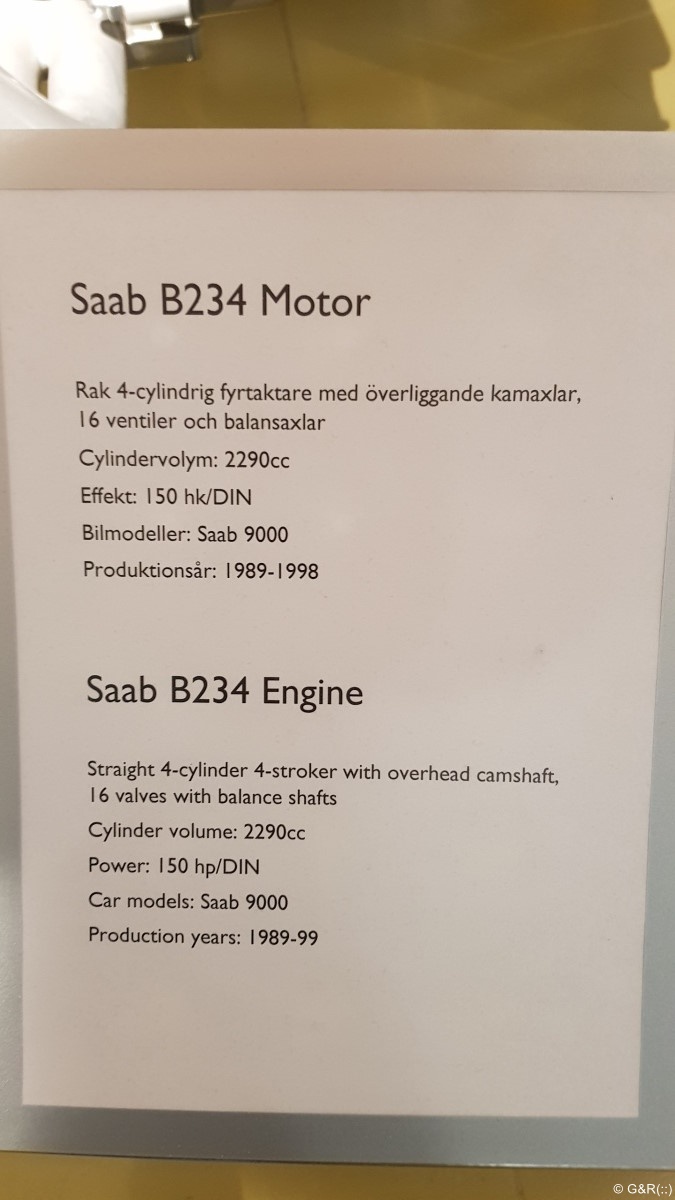 Saab B234 Motor
Rak 4-cylindrig fyrtaktare med överliggande kamaxlar,
16 ventiler och balansaxlar
Cylindervolym: 2290cc
Effekt: 150 hk/DIN
Bilmodeller: Saab 9000
Produktionsår: 1989-1998
Saab B234 Engine
Straight 4-cylinder 4-stroker with overhead camshaft,
16 valves with balance shafts
Cylinder volume: 2290cc
Power: 150 hp/DIN
Car models: Saab 9000
Production years: 1989-99
© G&R(::)